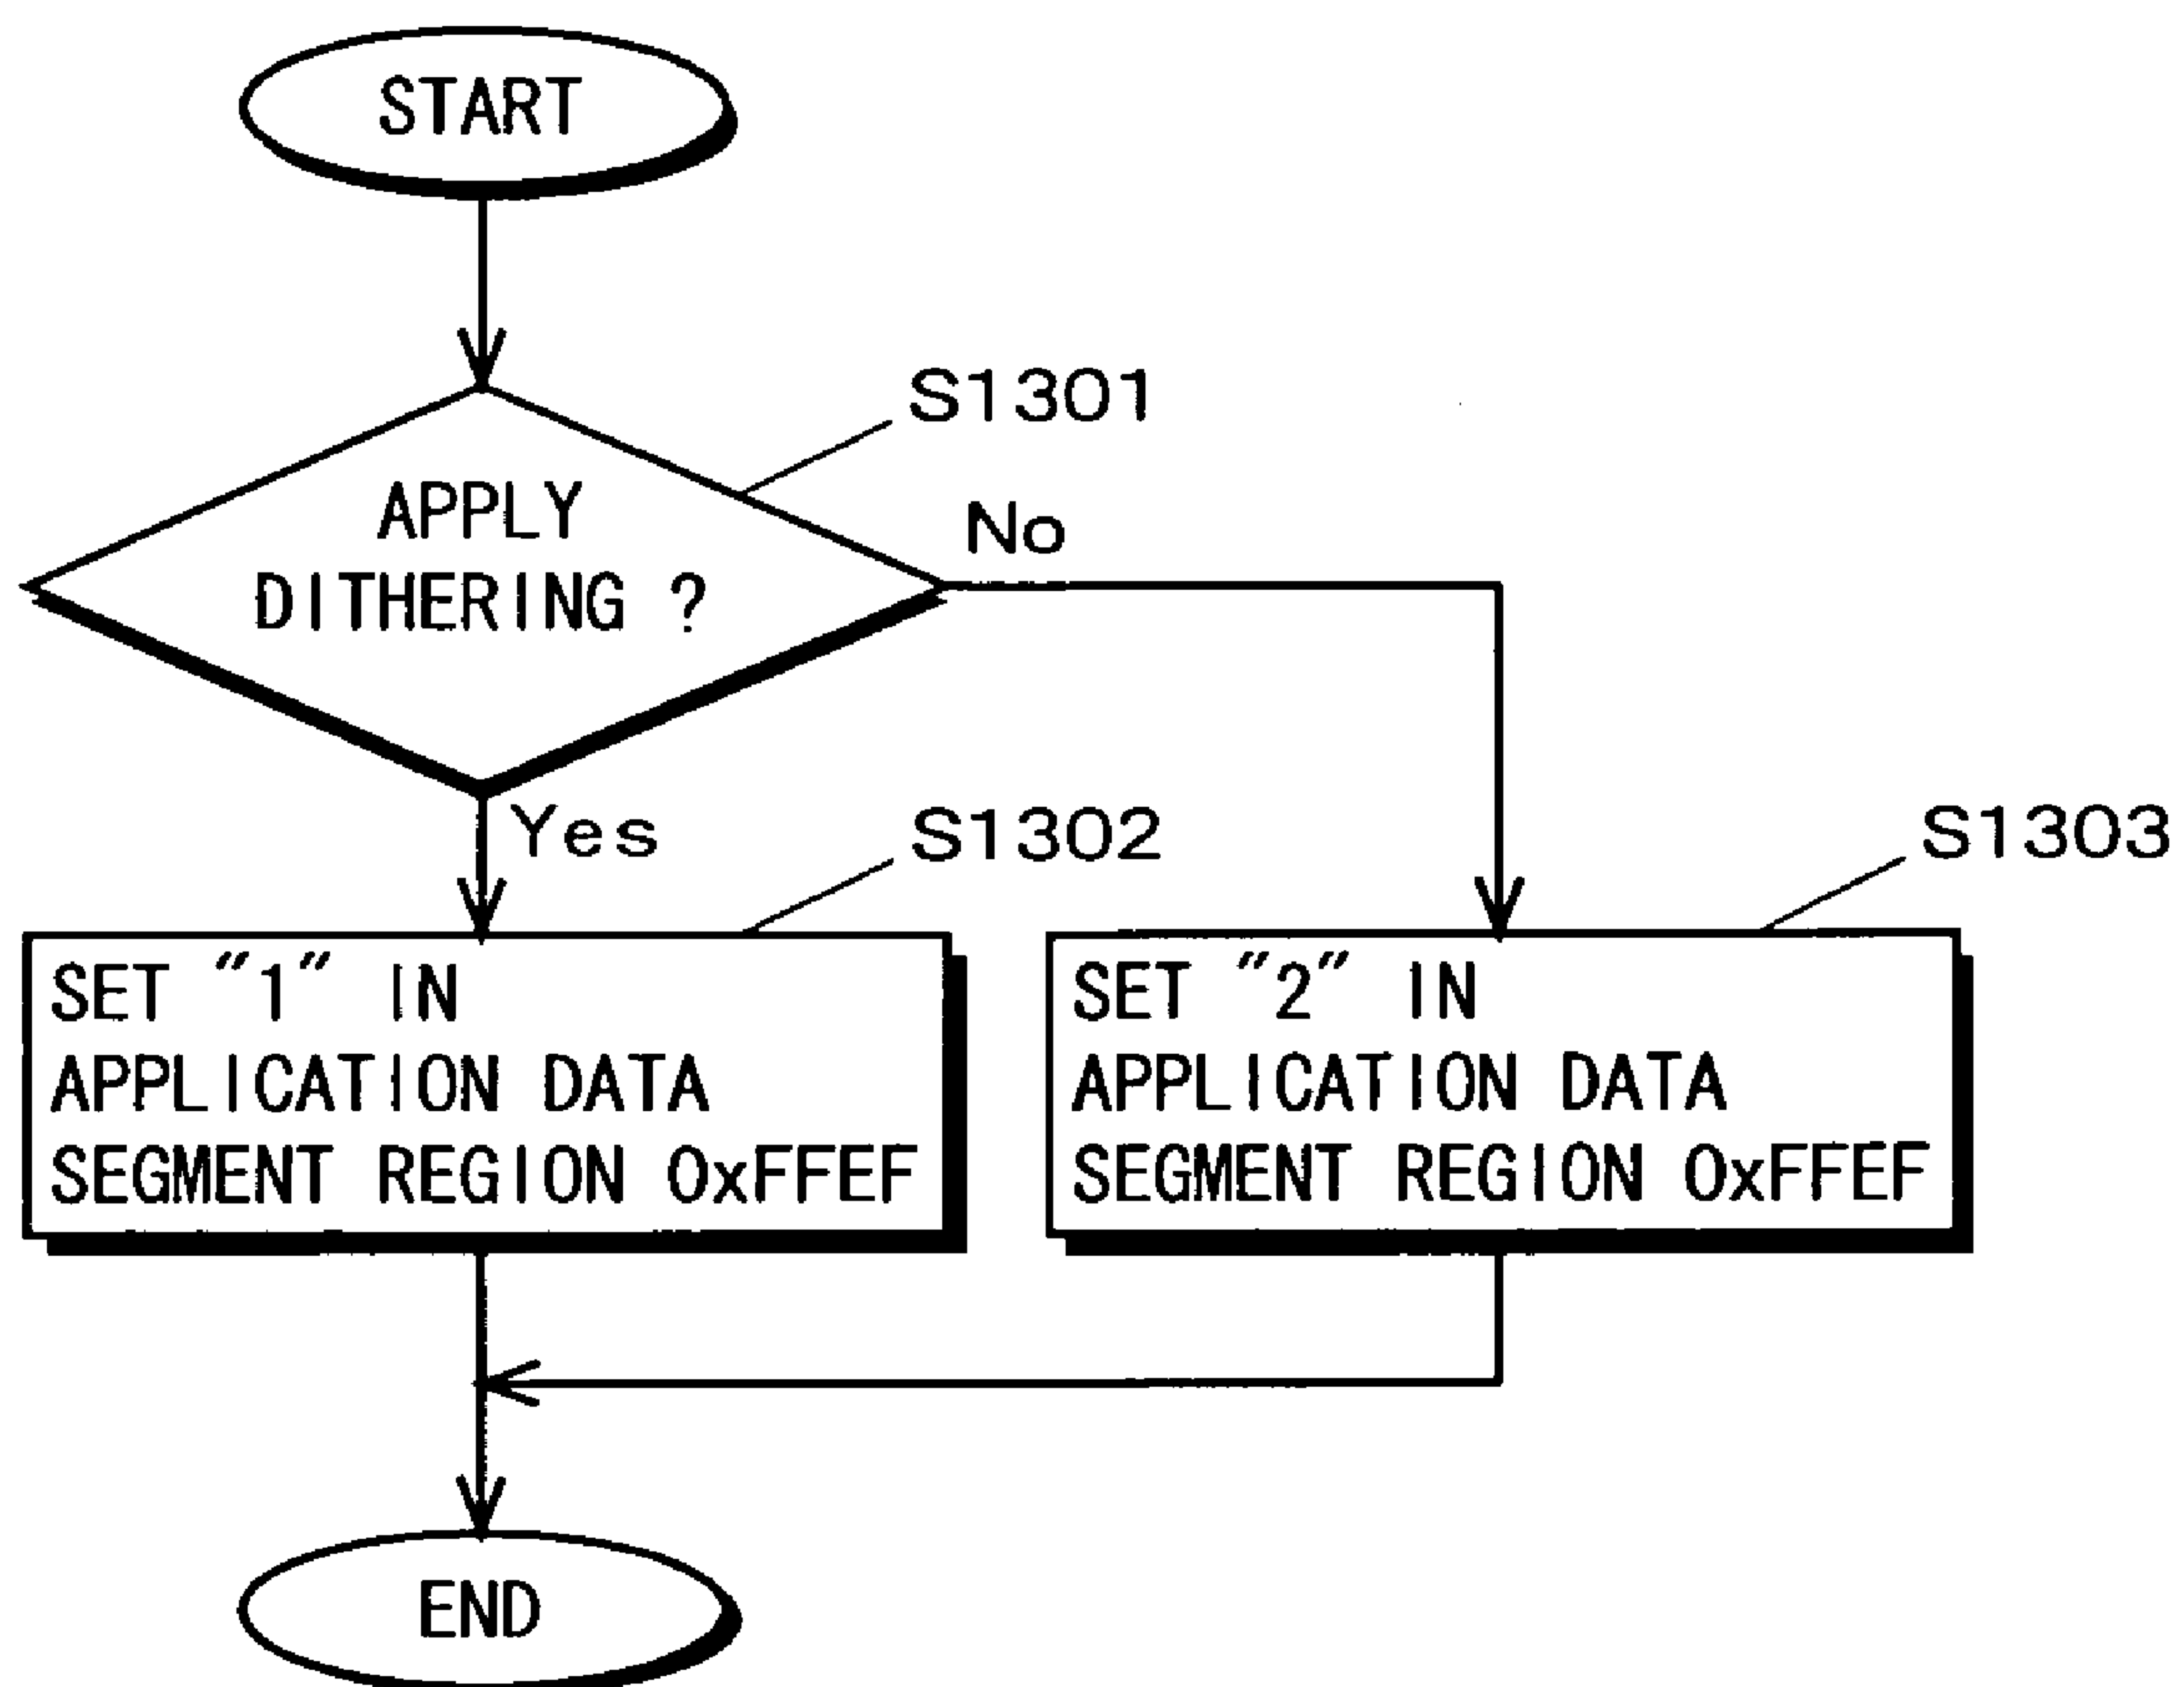 START
S1301
APPLY
DITHERING ?
No
Yes
S1302
SET "1" IN
APPLICATION DATA
SEGMENT REGION 0xFFEF
S1303
SET "2" IN
APPLICATION DATA
SEGMENT REGION 0xFFEF
END